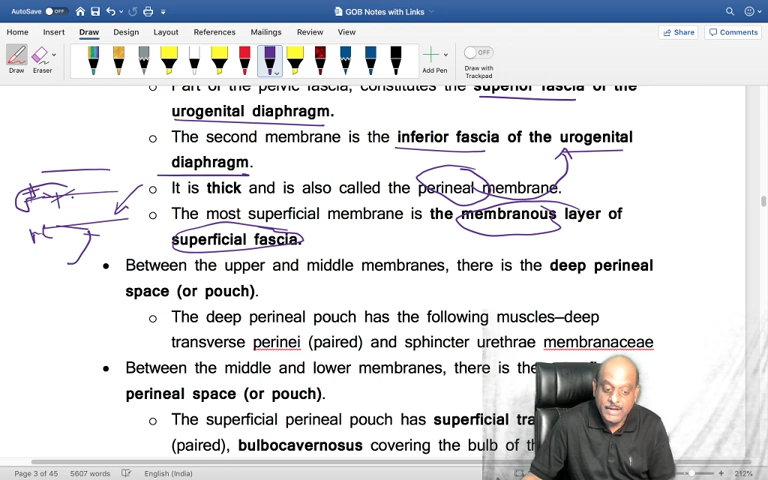 AutoSave OFF
GOB Notes with Links
Home Insert Draw Design Layout References Mailings Review View Share Comments
Draw Eraser Add Pen Draw with Trackpad OFF
Part of the pelvic fascia, constitutes the superior fascia of the
urogenital diaphragm.
The second membrane is the inferior fascia of the urogenital
diaphragm.
It is thick and is also called the perineal membrane.
The most superficial membrane is the membranous layer of
superficial fascia.
Between the upper and middle membranes, there is the deep perineal
space (or pouch).
The deep perineal pouch has the following muscles–deep
transverse perinei (paired) and sphincter urethrae membranaceae
Between the middle and lower membranes, there is the
perineal space (or pouch).
The superficial perineal pouch has superficial tra
(paired), bulbocavernosus covering the bulb of th
Page 3 of 45 5607 words English (India) 212%